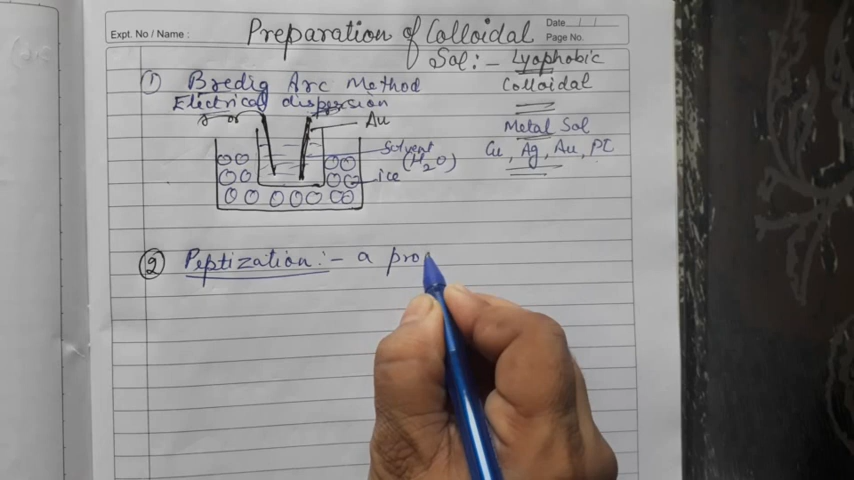 Expt. No / Name :
Preparation of Colloidal
Date / /
Page No.
Sol:- Lyophobic
Colloidal
① Bredig Arc Method
Electrical dispersion
Au
Metal Sol
Cu, Ag, Au, Pt
Solvent
(H2O)
ice
② Peptization:- a pro